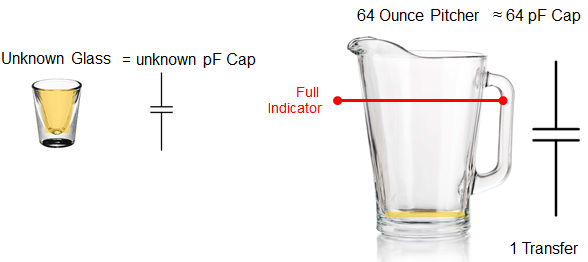 64 Ounce Pitcher ≈ 64 pF Cap
Unknown Glass = unknown pF Cap
Full
Indicator
1 Transfer